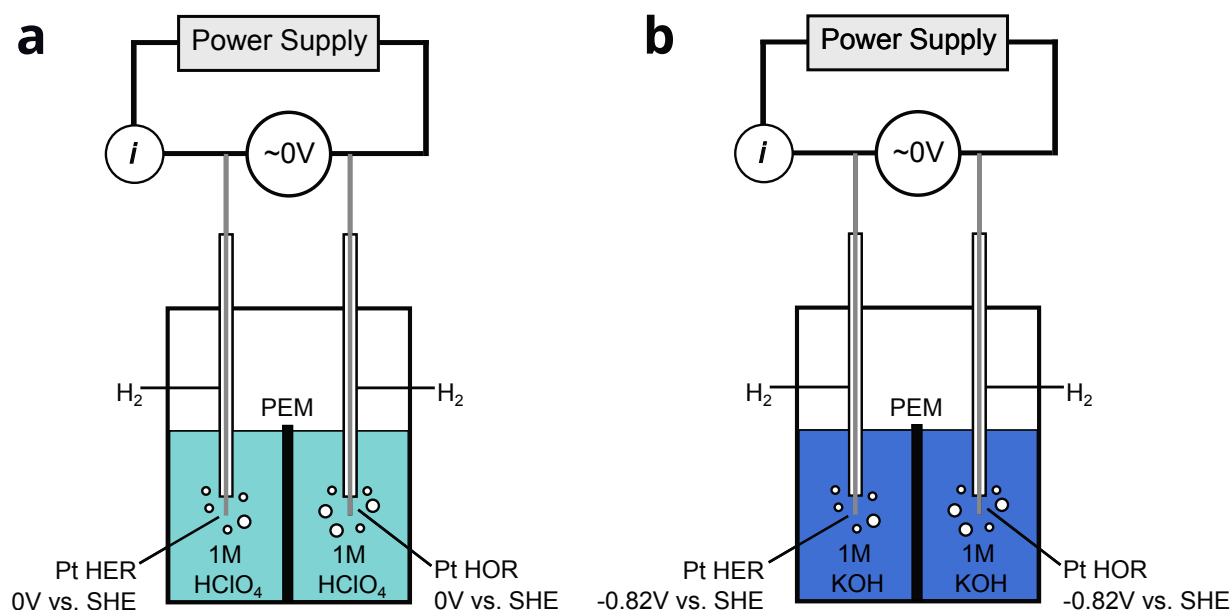 a
Power Supply
i
~0V
H₂
H₂
PEM
1M
HClO₄
1M
HClO₄
Pt HER
0V vs. SHE
Pt HOR
0V vs. SHE
b
Power Supply
i
~0V
H₂
H₂
PEM
1M
KOH
1M
KOH
Pt HER
-0.82V vs. SHE
Pt HOR
-0.82V vs. SHE